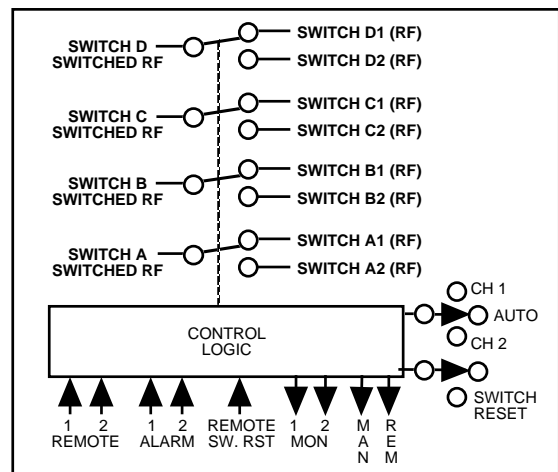 SWITCH D
SWITCHED RF
SWITCH D1 (RF)
SWITCH D2 (RF)
SWITCH C
SWITCHED RF
SWITCH C1 (RF)
SWITCH C2 (RF)
SWITCH B
SWITCHED RF
SWITCH B1 (RF)
SWITCH B2 (RF)
SWITCH A
SWITCHED RF
SWITCH A1 (RF)
SWITCH A2 (RF)
CONTROL
LOGIC
CH 1
AUTO
CH 2
SWITCH
RESET
1 2
REMOTE
1 2
ALARM
REMOTE
SW. RST
1 2
MON
MAN
REM